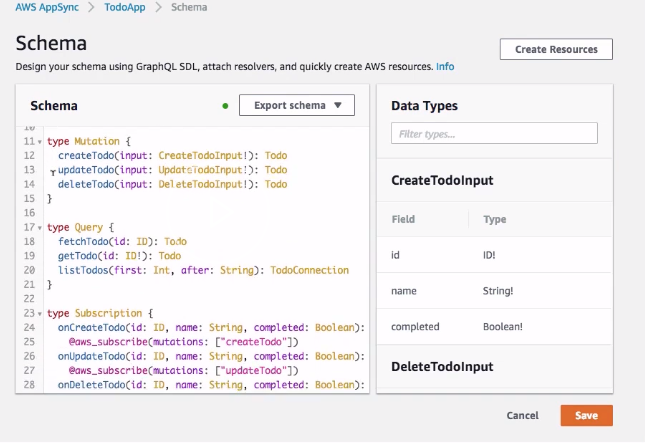 AWS AppSync > TodoApp > Schema
Schema
Create Resources
Design your schema using GraphQL SDL, attach resolvers, and quickly create AWS resources. Info
Schema
Export schema ▼
10
11 type Mutation {
12 createTodo(input: CreateTodoInput!): Todo
13 updateTodo(input: UpdateTodoInput!): Todo
14 deleteTodo(input: DeleteTodoInput!): Todo
15 }
16
17 type Query {
18 fetchTodo(id: ID): Todo
19 getTodo(id: ID!): Todo
20 listTodos(first: Int, after: String): TodoConnection
21 }
22
23 type Subscription {
24 onCreateTodo(id: ID, name: String, completed: Boolean):
25 @aws_subscribe(mutations: ["createTodo"])
26 onUpdateTodo(id: ID, name: String, completed: Boolean):
27 @aws_subscribe(mutations: ["updateTodo"])
28 onDeleteTodo(id: ID, name: String, completed: Boolean):
Data Types
Filter types...
CreateTodoInput
Field Type
id ID!
name String!
completed Boolean!
DeleteTodoInput
Cancel Save